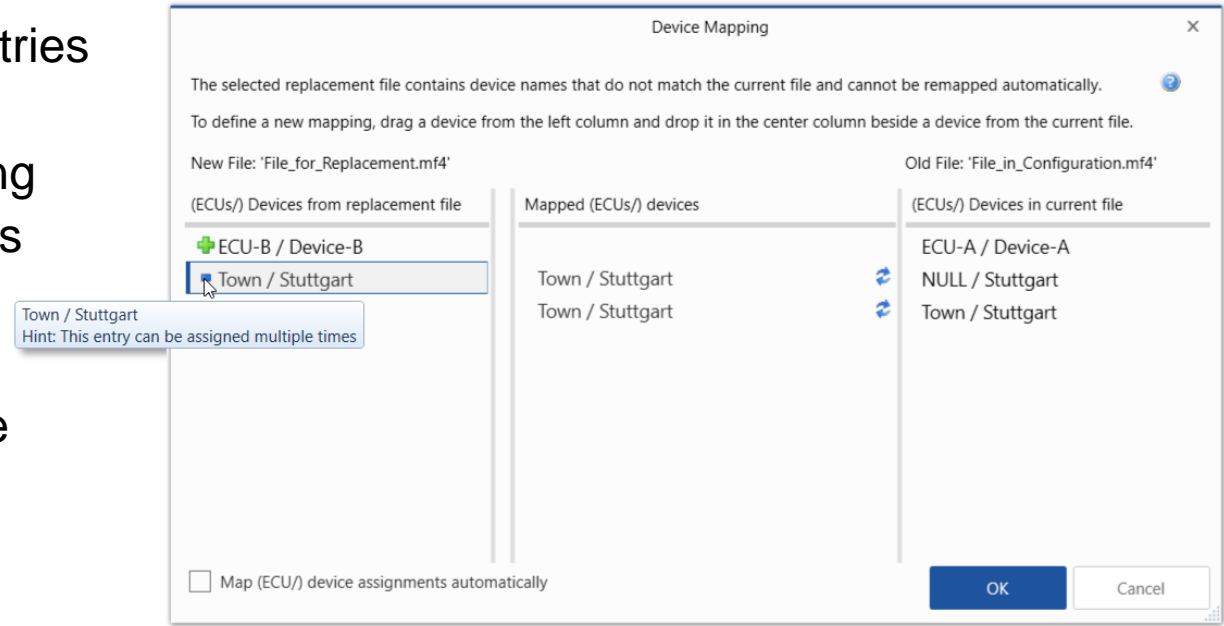 tries
ng
s
e
Device Mapping
The selected replacement file contains device names that do not match the current file and cannot be remapped automatically.
To define a new mapping, drag a device from the left column and drop it in the center column beside a device from the current file.
New File: 'File_for_Replacement.mf4' Old File: 'File_in_Configuration.mf4'
(ECUs/) Devices from replacement file Mapped (ECUs/) devices (ECUs/) Devices in current file
ECU-B / Device-B ECU-A / Device-A
Town / Stuttgart Town / Stuttgart NULL / Stuttgart
Town / Stuttgart Town / Stuttgart
Town / Stuttgart
Hint: This entry can be assigned multiple times
Map (ECU/) device assignments automatically
OK Cancel